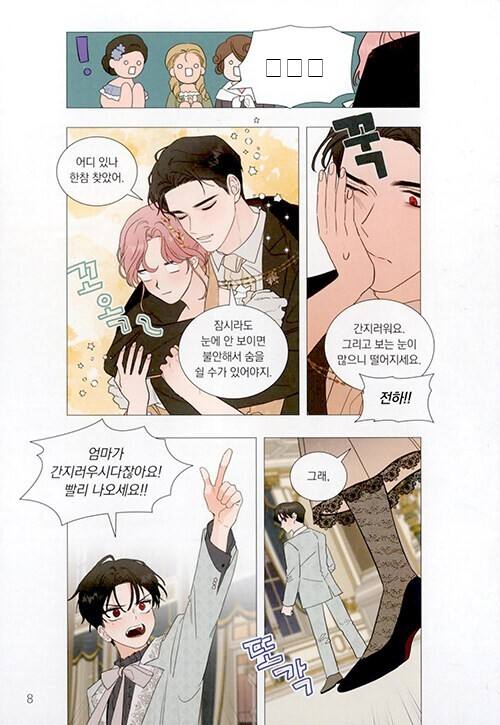 !
□□□
어디 있나
한참 찾았어.
꼬옥~
잠시라도
눈에 안 보이면
불안해서 숨을
쉴 수가 있어야지.
꾹
간지러워요.
그리고 보는 눈이
많으니 떨어지세요.
전하!!
엄마가
간지러우시다잖아요!
빨리 나오세요!!
그래.
또각
8